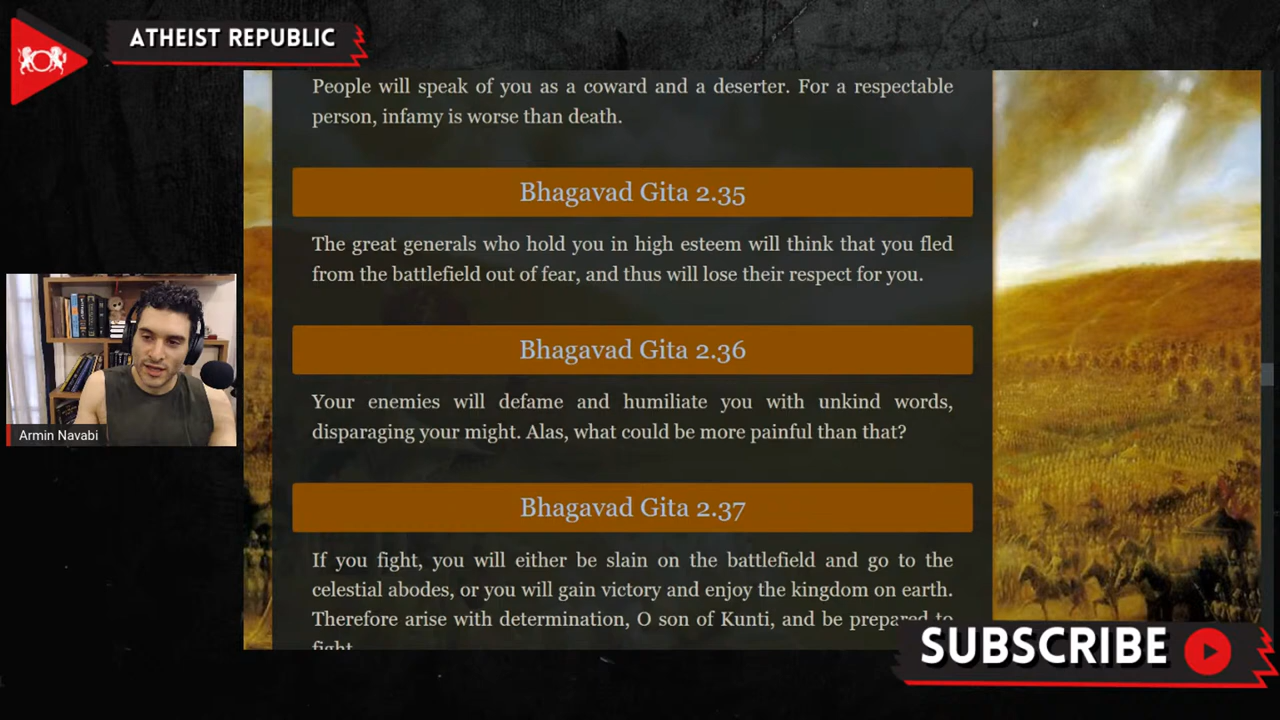 ATHEIST REPUBLIC
People will speak of you as a coward and a deserter. For a respectable
person, infamy is worse than death.
Bhagavad Gita 2.35
The great generals who hold you in high esteem will think that you fled
from the battlefield out of fear, and thus will lose their respect for you.
Bhagavad Gita 2.36
Your enemies will defame and humiliate you with unkind words,
disparaging your might. Alas, what could be more painful than that?
Armin Navabi
Bhagavad Gita 2.37
If you fight, you will either be slain on the battlefield and go to the
celestial abodes, or you will gain victory and enjoy the kingdom on earth.
Therefore arise with determination, O son of Kunti, and be prepared to
fight.
SUBSCRIBE